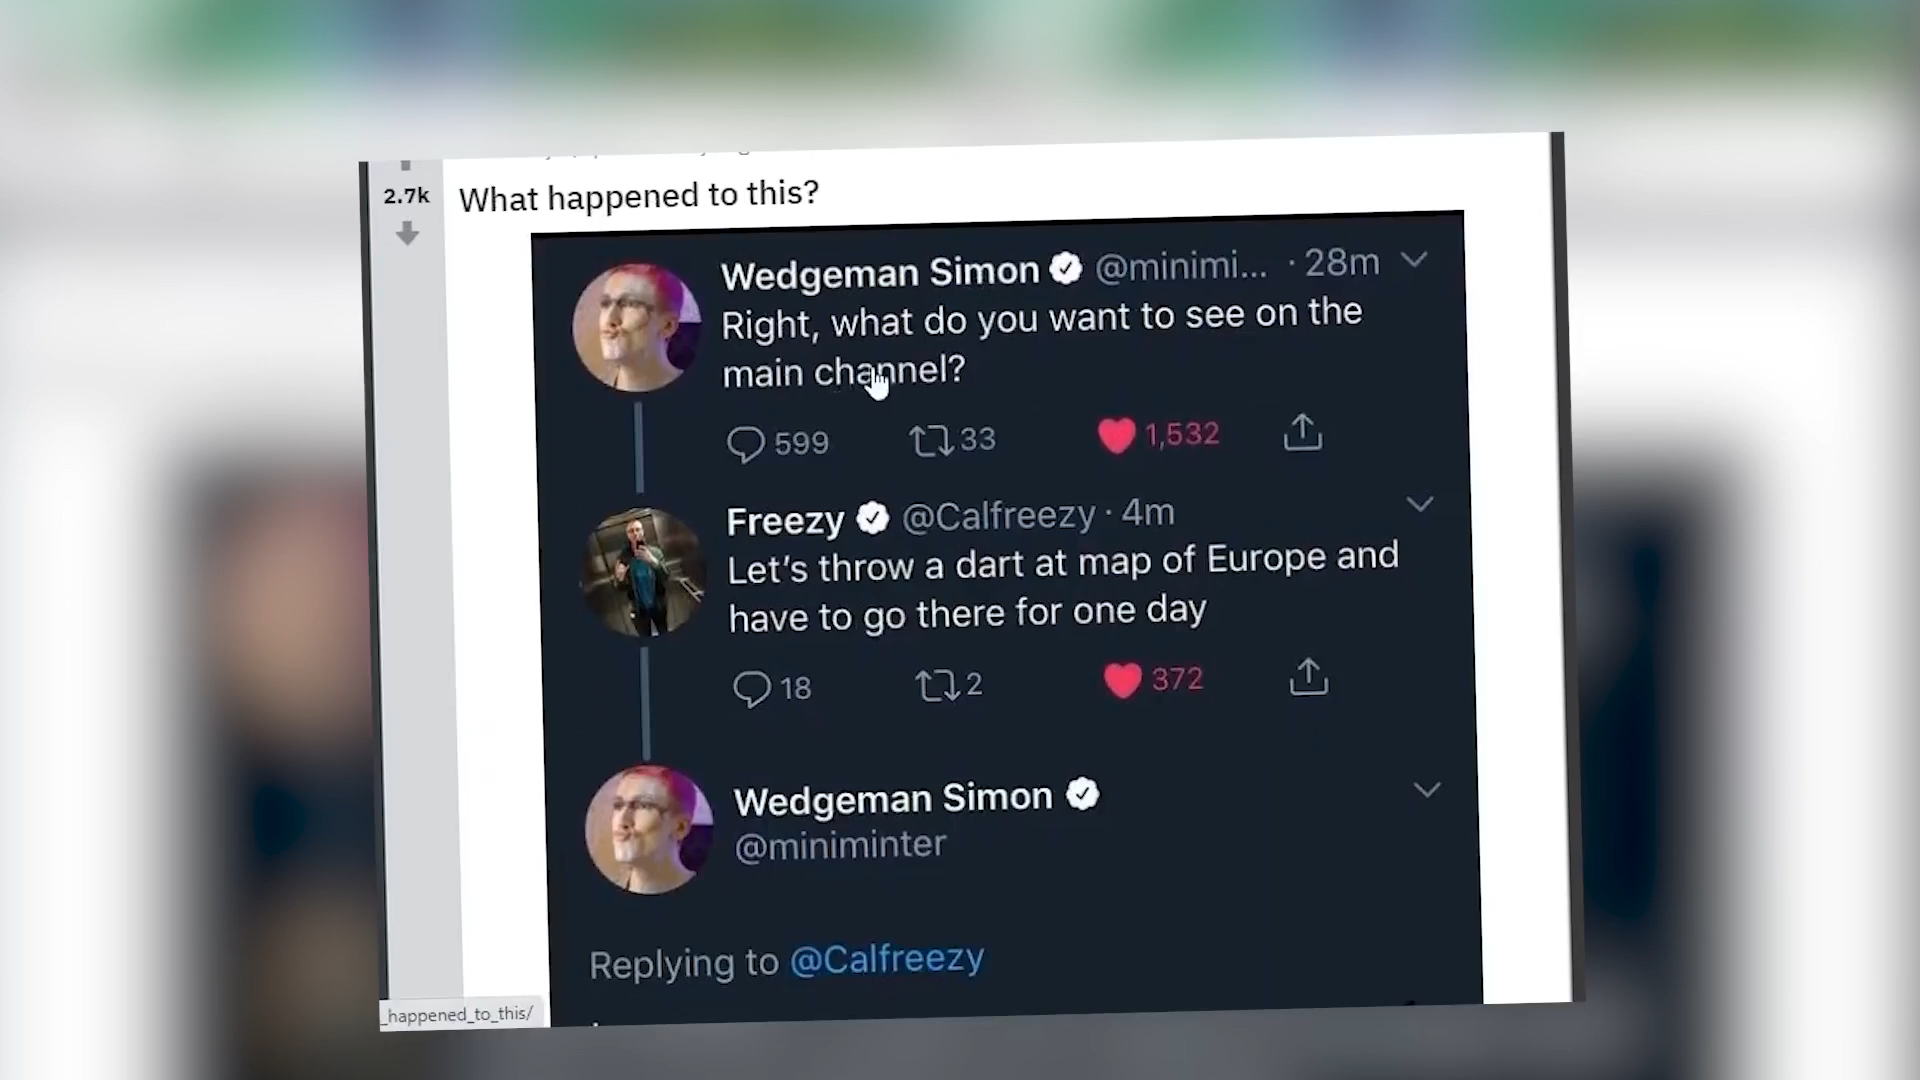 2.7k
What happened to this?
Wedgeman Simon @minimi... · 28m
Right, what do you want to see on the
main channel?
599 33 1,532
Freezy @Calfreezy · 4m
Let's throw a dart at map of Europe and
have to go there for one day
18 2 372
Wedgeman Simon
@miniminter
Replying to @Calfreezy
_happened_to_this/